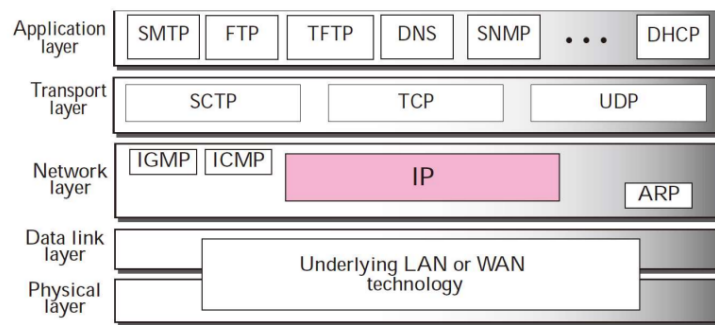 Application layer
SMTP FTP TFTP DNS SNMP • • • DHCP
Transport layer
SCTP TCP UDP
Network layer
IGMP ICMP IP ARP
Data link layer
Underlying LAN or WAN technology
Physical layer